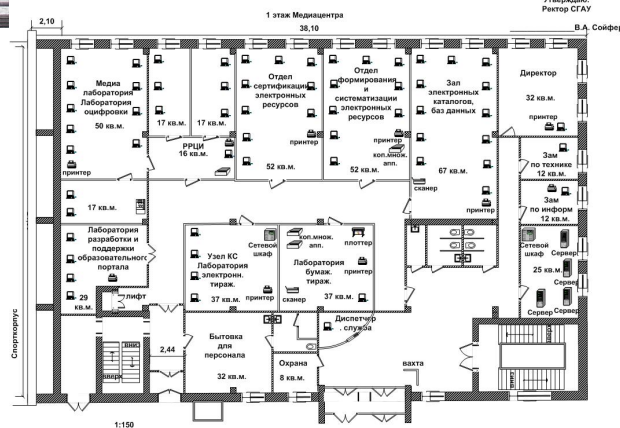 Утверждаю:
Ректор СГАУ
В.А. Сойфер
1 этаж Медиацентра
2,10
38,10
Медиа
лаборатория
Лаборатория
оцифровки
50 кв.м.
принтер
17 кв.м.
17 кв.м.
РРЦИ
16 кв.м.
Отдел
сертификации
электронных
ресурсов
принтер
52 кв.м.
Отдел
формирования
и
систематизации
электронных
ресурсов
принтер
коп.множ.
апп.
52 кв.м.
Зал
электронных
каталогов,
баз данных
67 кв.м.
сканер
принтер
Директор
32 кв.м.
принтер
Зам
по технике
12 кв.м.
Зам
по информ
12 кв.м.
Сетевой
шкаф
Сервер
25 кв.м.
Сервер
Сервер
Сервер
17 кв.м.
Лаборатория
разработки и
поддержки
образовательного
портала
29
кв.м.
лифт
Узел КС
Лаборатория
электронн.
тираж.
37 кв.м.
Сетевой
шкаф
принтер
коп.множ.
апп.
плоттер
Лаборатория
бумаж.
тираж.
принтер
сканер
37 кв.м.
Диспетчер
. служба
вниз
вверх
2,44
Бытовка
для
персонала
32 кв.м.
Охрана
8 кв.м.
вахта
вверх
вниз
Спорткорпус
1:150